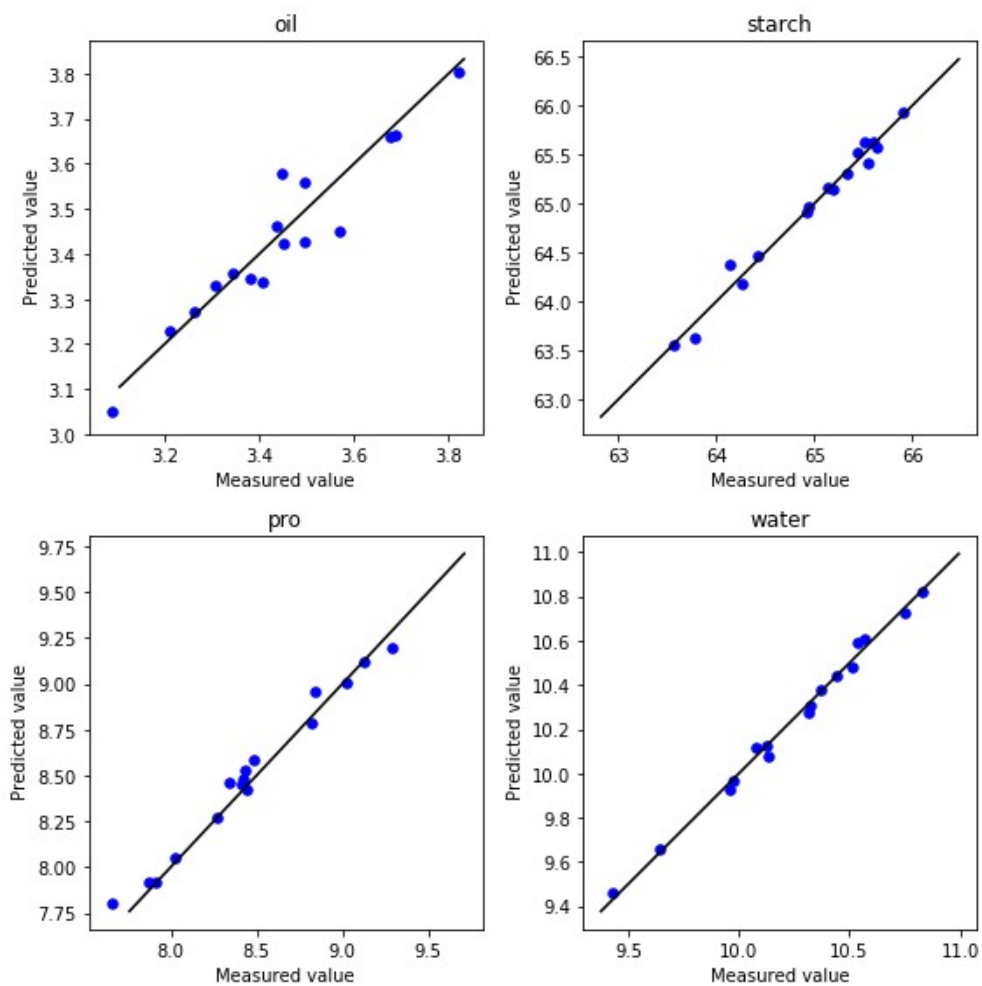 oil
3.8
3.7
3.6
3.5
3.4
3.3
3.2
3.1
3.0
Predicted value
3.2 3.4 3.6 3.8
Measured value
starch
66.5
66.0
65.5
65.0
64.5
64.0
63.5
63.0
Predicted value
63 64 65 66
Measured value
pro
9.75
9.50
9.25
9.00
8.75
8.50
8.25
8.00
7.75
Predicted value
8.0 8.5 9.0 9.5
Measured value
water
11.0
10.8
10.6
10.4
10.2
10.0
9.8
9.6
9.4
Predicted value
9.5 10.0 10.5 11.0
Measured value